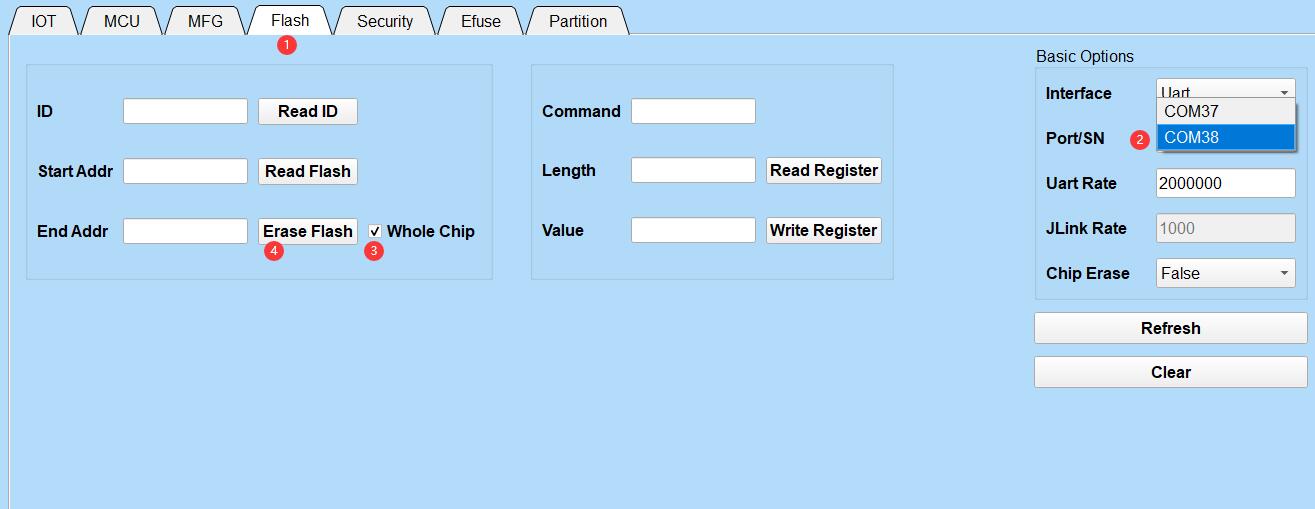 IOT MCU MFG Flash Security Efuse Partition
1
Basic Options
ID Read ID Command Interface Uart
COM37
Port/SN 2 COM38
Start Addr Read Flash Length Read Register Uart Rate 2000000
End Addr Erase Flash Whole Chip Value Write Register JLink Rate 1000
4 3
Chip Erase False
Refresh
Clear